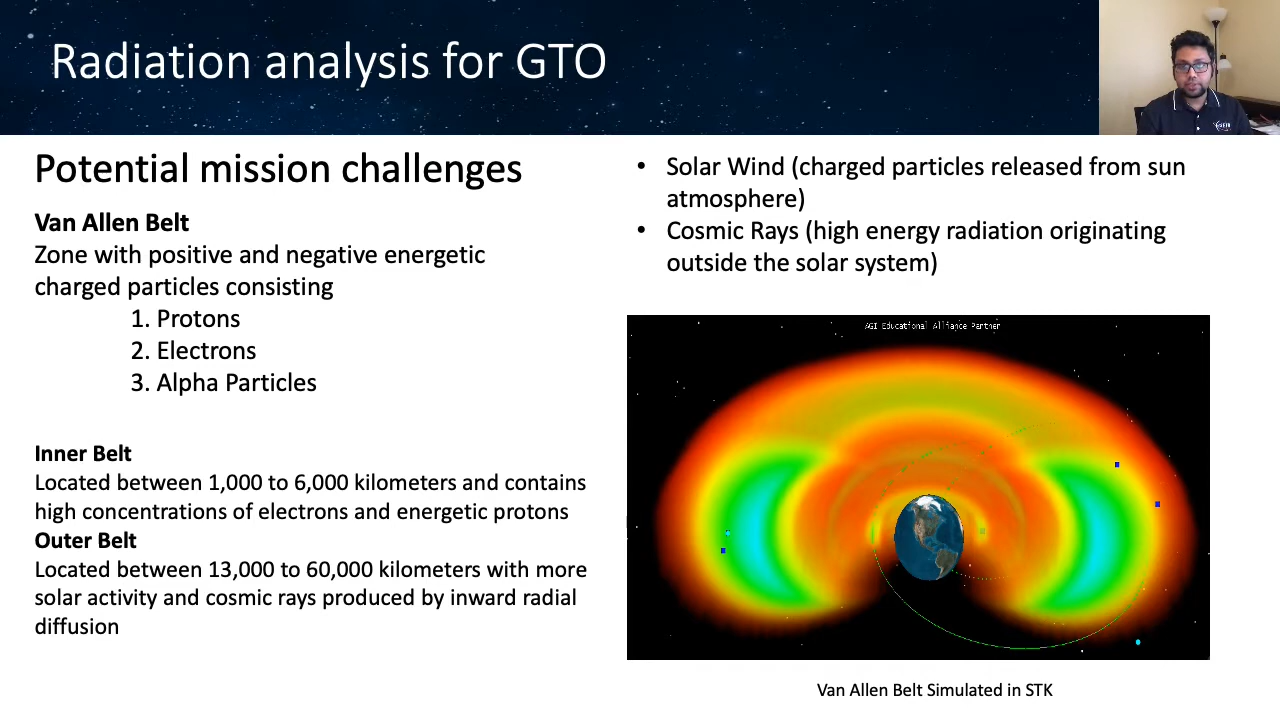 Radiation analysis for GTO
Potential mission challenges
Van Allen Belt
Zone with positive and negative energetic
charged particles consisting
1. Protons
2. Electrons
3. Alpha Particles
Inner Belt
Located between 1,000 to 6,000 kilometers and contains
high concentrations of electrons and energetic protons
Outer Belt
Located between 13,000 to 60,000 kilometers with more
solar activity and cosmic rays produced by inward radial
diffusion
• Solar Wind (charged particles released from sun
atmosphere)
• Cosmic Rays (high energy radiation originating
outside the solar system)
AGI Educational Alliance Partner
Van Allen Belt Simulated in STK